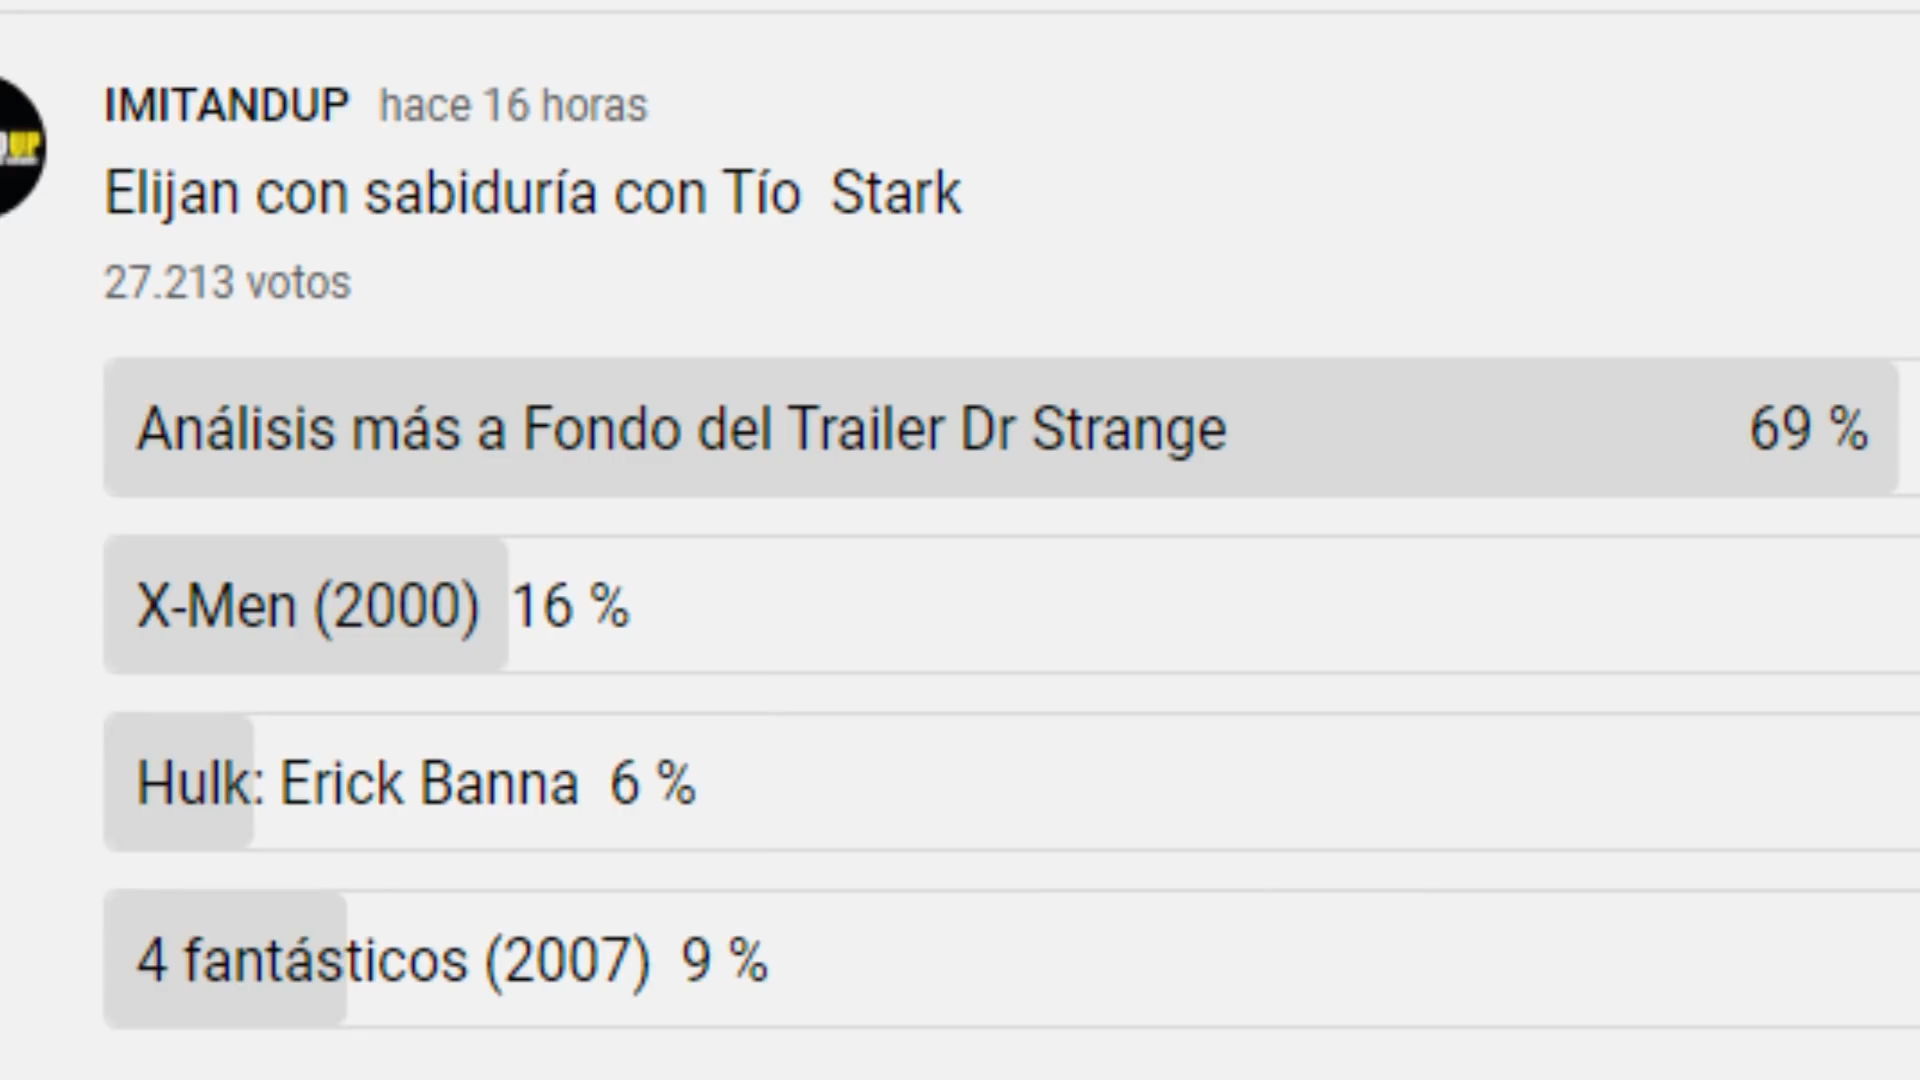 UP
IMITANDUP hace 16 horas
Elijan con sabiduría con Tío Stark
27.213 votos
Análisis más a Fondo del Trailer Dr Strange 69 %
X-Men (2000) 16 %
Hulk: Erick Banna 6 %
4 fantásticos (2007) 9 %